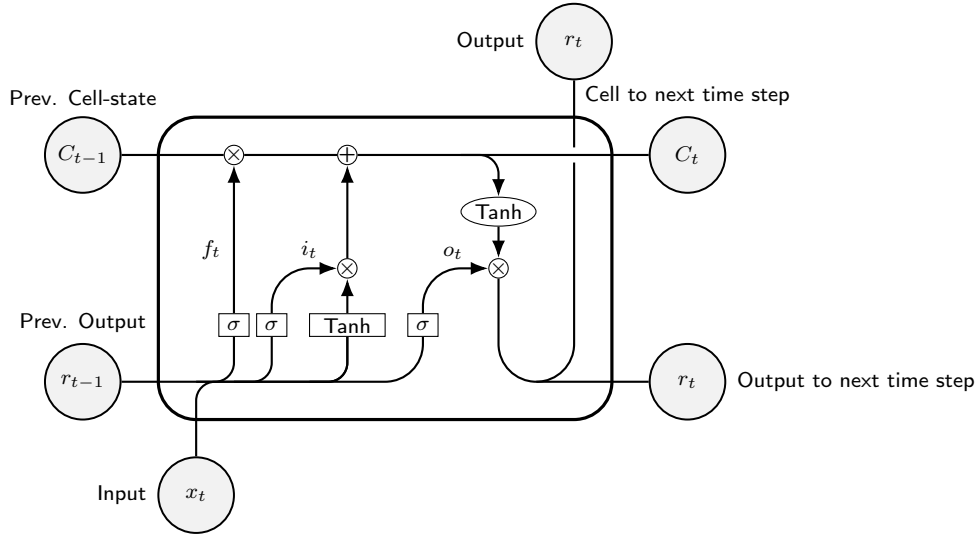 Output r_t
Cell to next time step
Prev. Cell-state
C_{t-1} × + C_t
Tanh
f_t i_t × o_t ×
Prev. Output
σ σ Tanh σ
r_{t-1} r_t Output to next time step
Input x_t